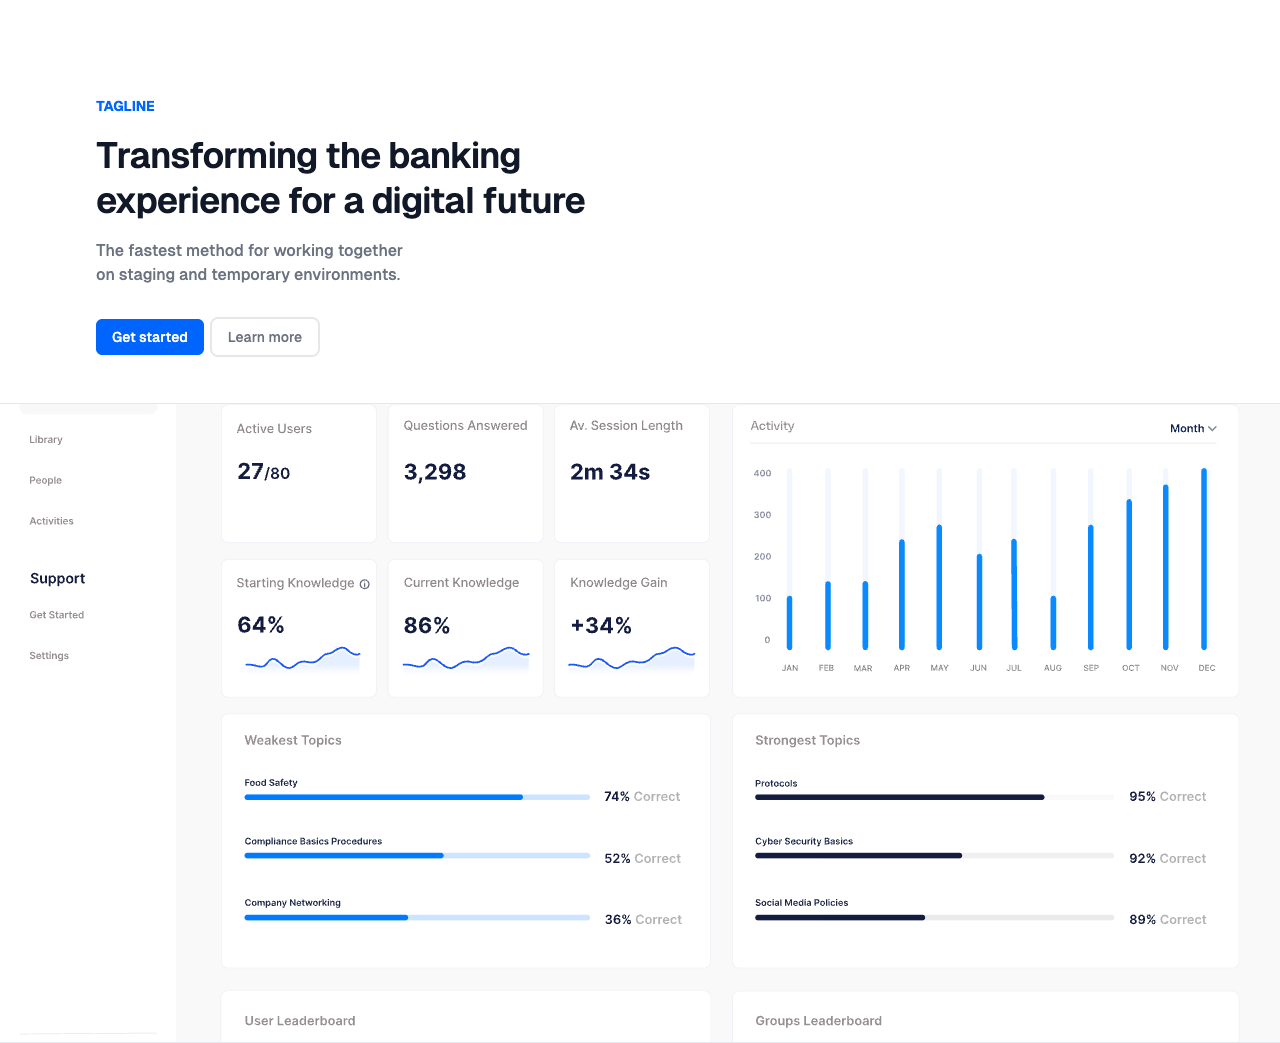 TAGLINE
Transforming the banking
experience for a digital future
The fastest method for working together
on staging and temporary environments.
Get started
Learn more
Library
People
Activities
Support
Get Started
Settings
Active Users
27/80
Questions Answered
3,298
Av. Session Length
2m 34s
Starting Knowledge
64%
Current Knowledge
86%
Knowledge Gain
+34%
Activity
Month
400
300
200
100
0
JAN FEB MAR APR MAY JUN JUL AUG SEP OCT NOV DEC
Weakest Topics
Food Safety
74% Correct
Compliance Basics Procedures
52% Correct
Company Networking
36% Correct
Strongest Topics
Protocols
95% Correct
Cyber Security Basics
92% Correct
Social Media Policies
89% Correct
User Leaderboard
Groups Leaderboard